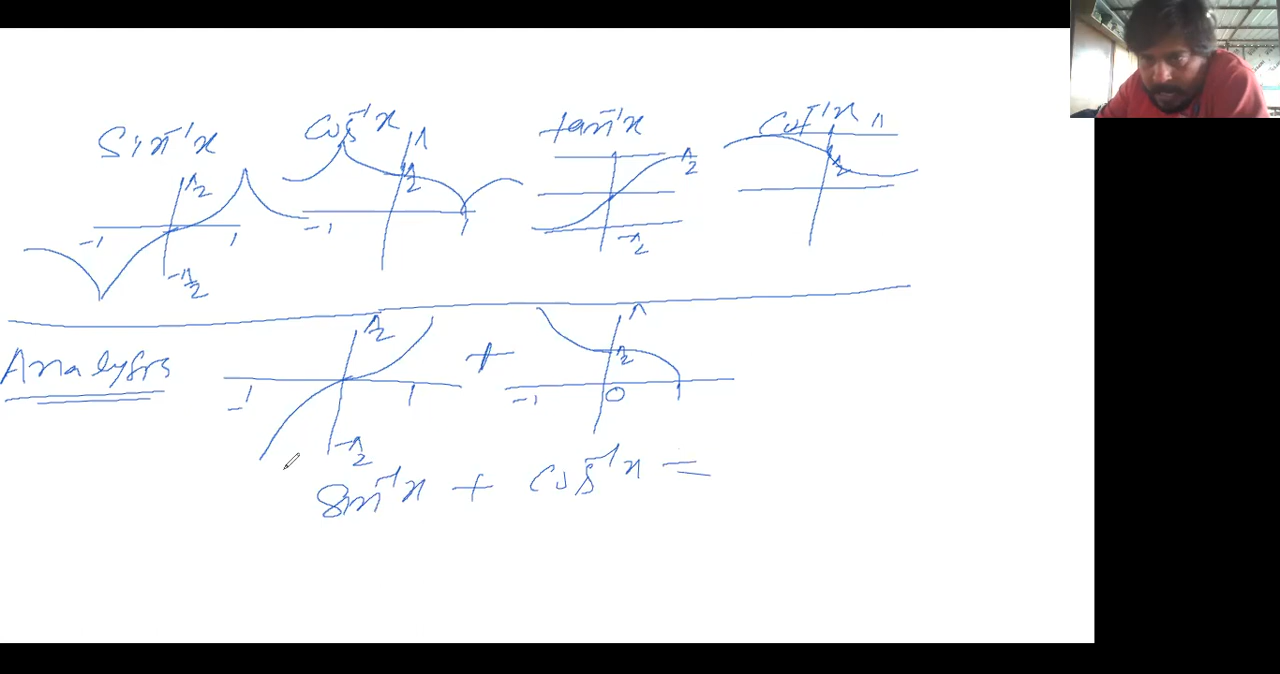 sin⁻¹x cos⁻¹x tan⁻¹x cot⁻¹x
π/2 π π/2 π/2 π π/2
-1 1 -1 1
-π/2 -π/2
Analysis
π/2 + π π/2
-1 1 -1 0 1
-π/2
sin⁻¹x + cos⁻¹x =